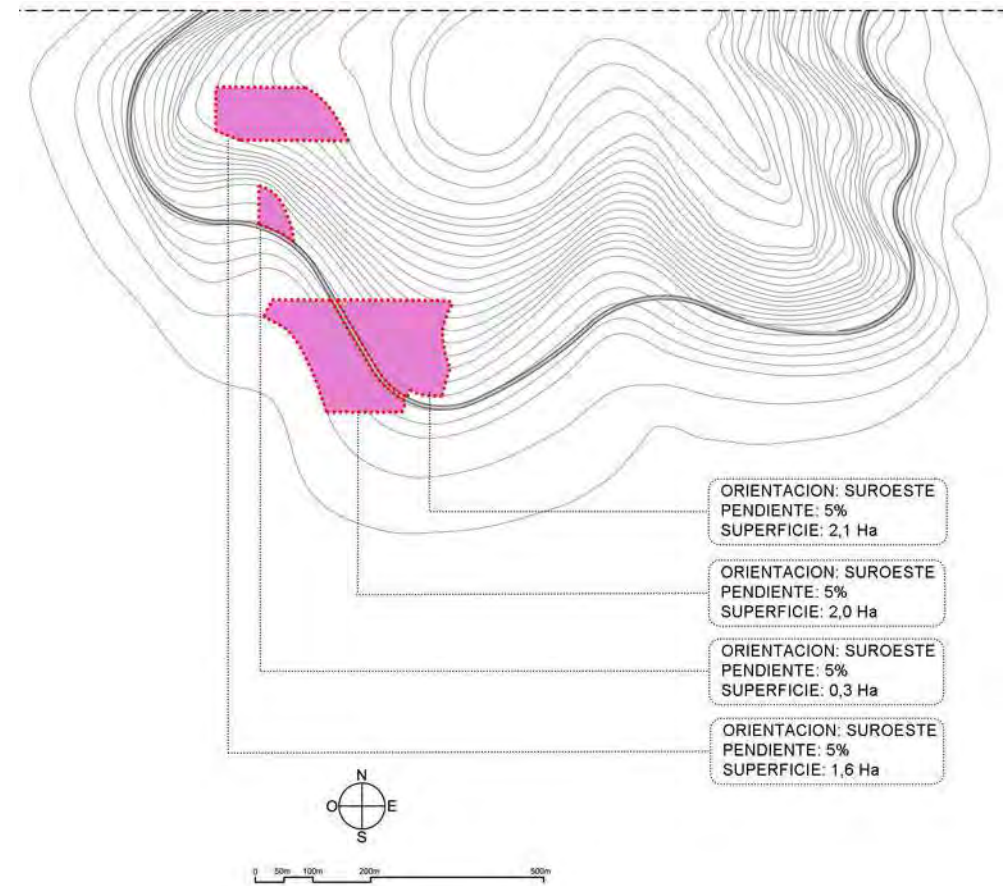 ORIENTACION: SUROESTE
PENDIENTE: 5%
SUPERFICIE: 2,1 Ha
ORIENTACION: SUROESTE
PENDIENTE: 5%
SUPERFICIE: 2,0 Ha
ORIENTACION: SUROESTE
PENDIENTE: 5%
SUPERFICIE: 0,3 Ha
ORIENTACION: SUROESTE
PENDIENTE: 5%
SUPERFICIE: 1,6 Ha
N
O E
S
0 50m 100m 200m 500m